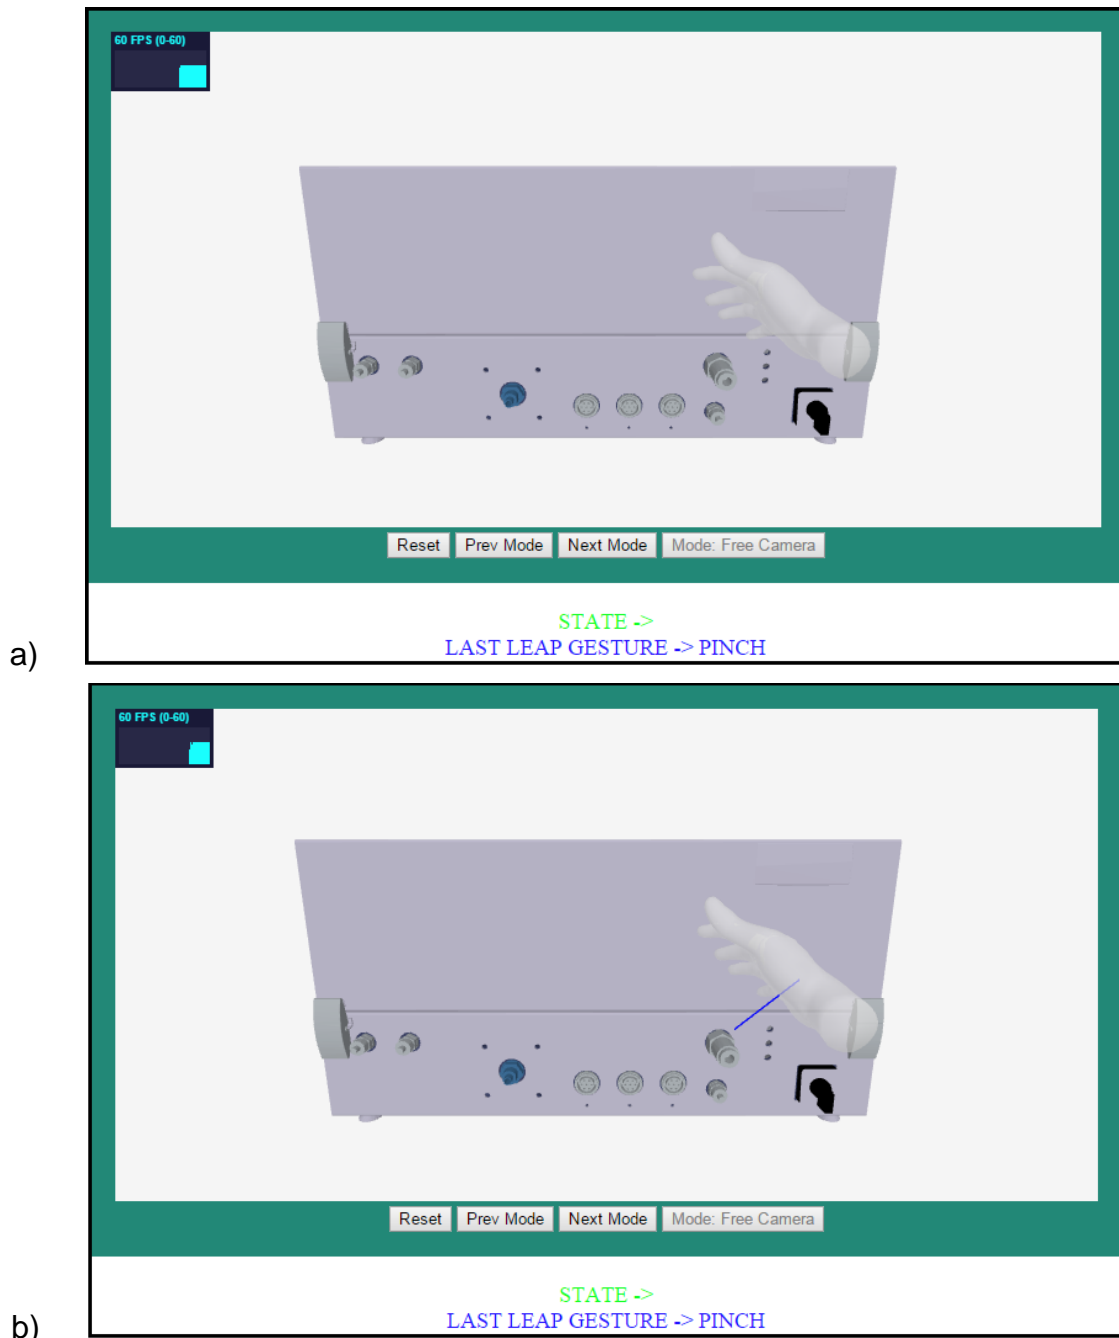 60 FPS (0-60)
Reset Prev Mode Next Mode Mode: Free Camera
STATE ->
LAST LEAP GESTURE -> PINCH
a)
60 FPS (0-60)
Reset Prev Mode Next Mode Mode: Free Camera
STATE ->
LAST LEAP GESTURE -> PINCH
b)